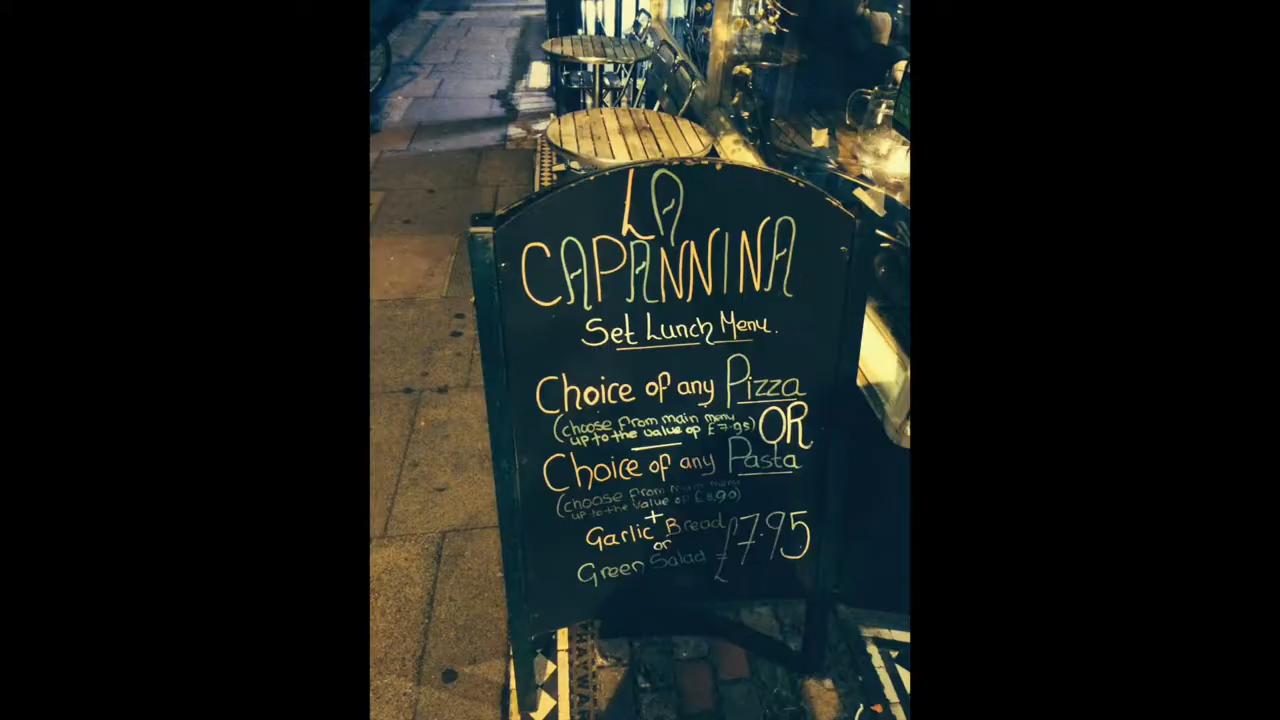 LA
CAPANNINA
Set Lunch Menu.
Choice of any Pizza
(choose from main menu
up to the value of £7.95)
OR
Choice of any Pasta
(choose from main menu
up to the value of £8.90)
+
Garlic Bread
or
Green Salad
£7.95